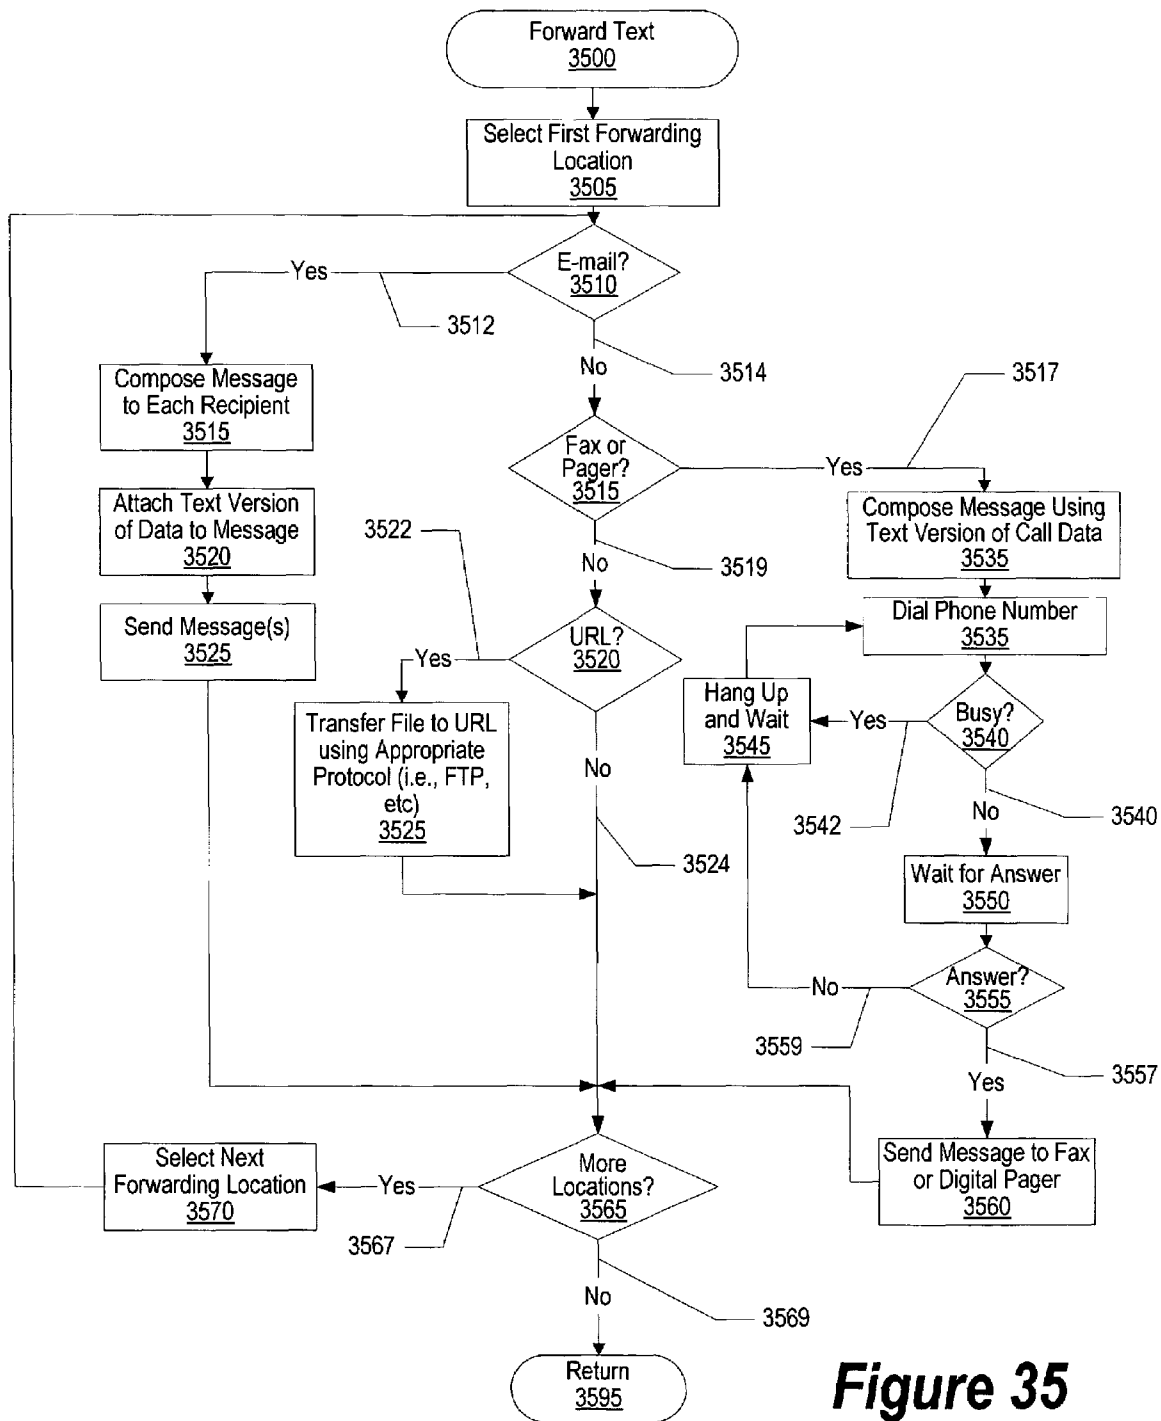 Forward Text
3500
Select First Forwarding
Location
3505
E-mail?
3510
Yes
3512
No
3514
3517
Compose Message
to Each Recipient
3515
Fax or
Pager?
3515
Yes
Attach Text Version
of Data to Message
3520
Compose Message Using
Text Version of Call Data
3535
3522
No
3519
Send Message(s)
3525
URL?
3520
Yes
Dial Phone Number
3535
Hang Up
and Wait
3545
Yes
Busy?
3540
Transfer File to URL
using Appropriate
Protocol (i.e., FTP,
etc)
3525
No
3542
No
3540
3524
Wait for Answer
3550
No
Answer?
3555
3559
3557
Yes
Select Next
Forwarding Location
3570
Yes
More
Locations?
3565
Send Message to Fax
or Digital Pager
3560
3567
No
3569
Return
3595
Figure 35